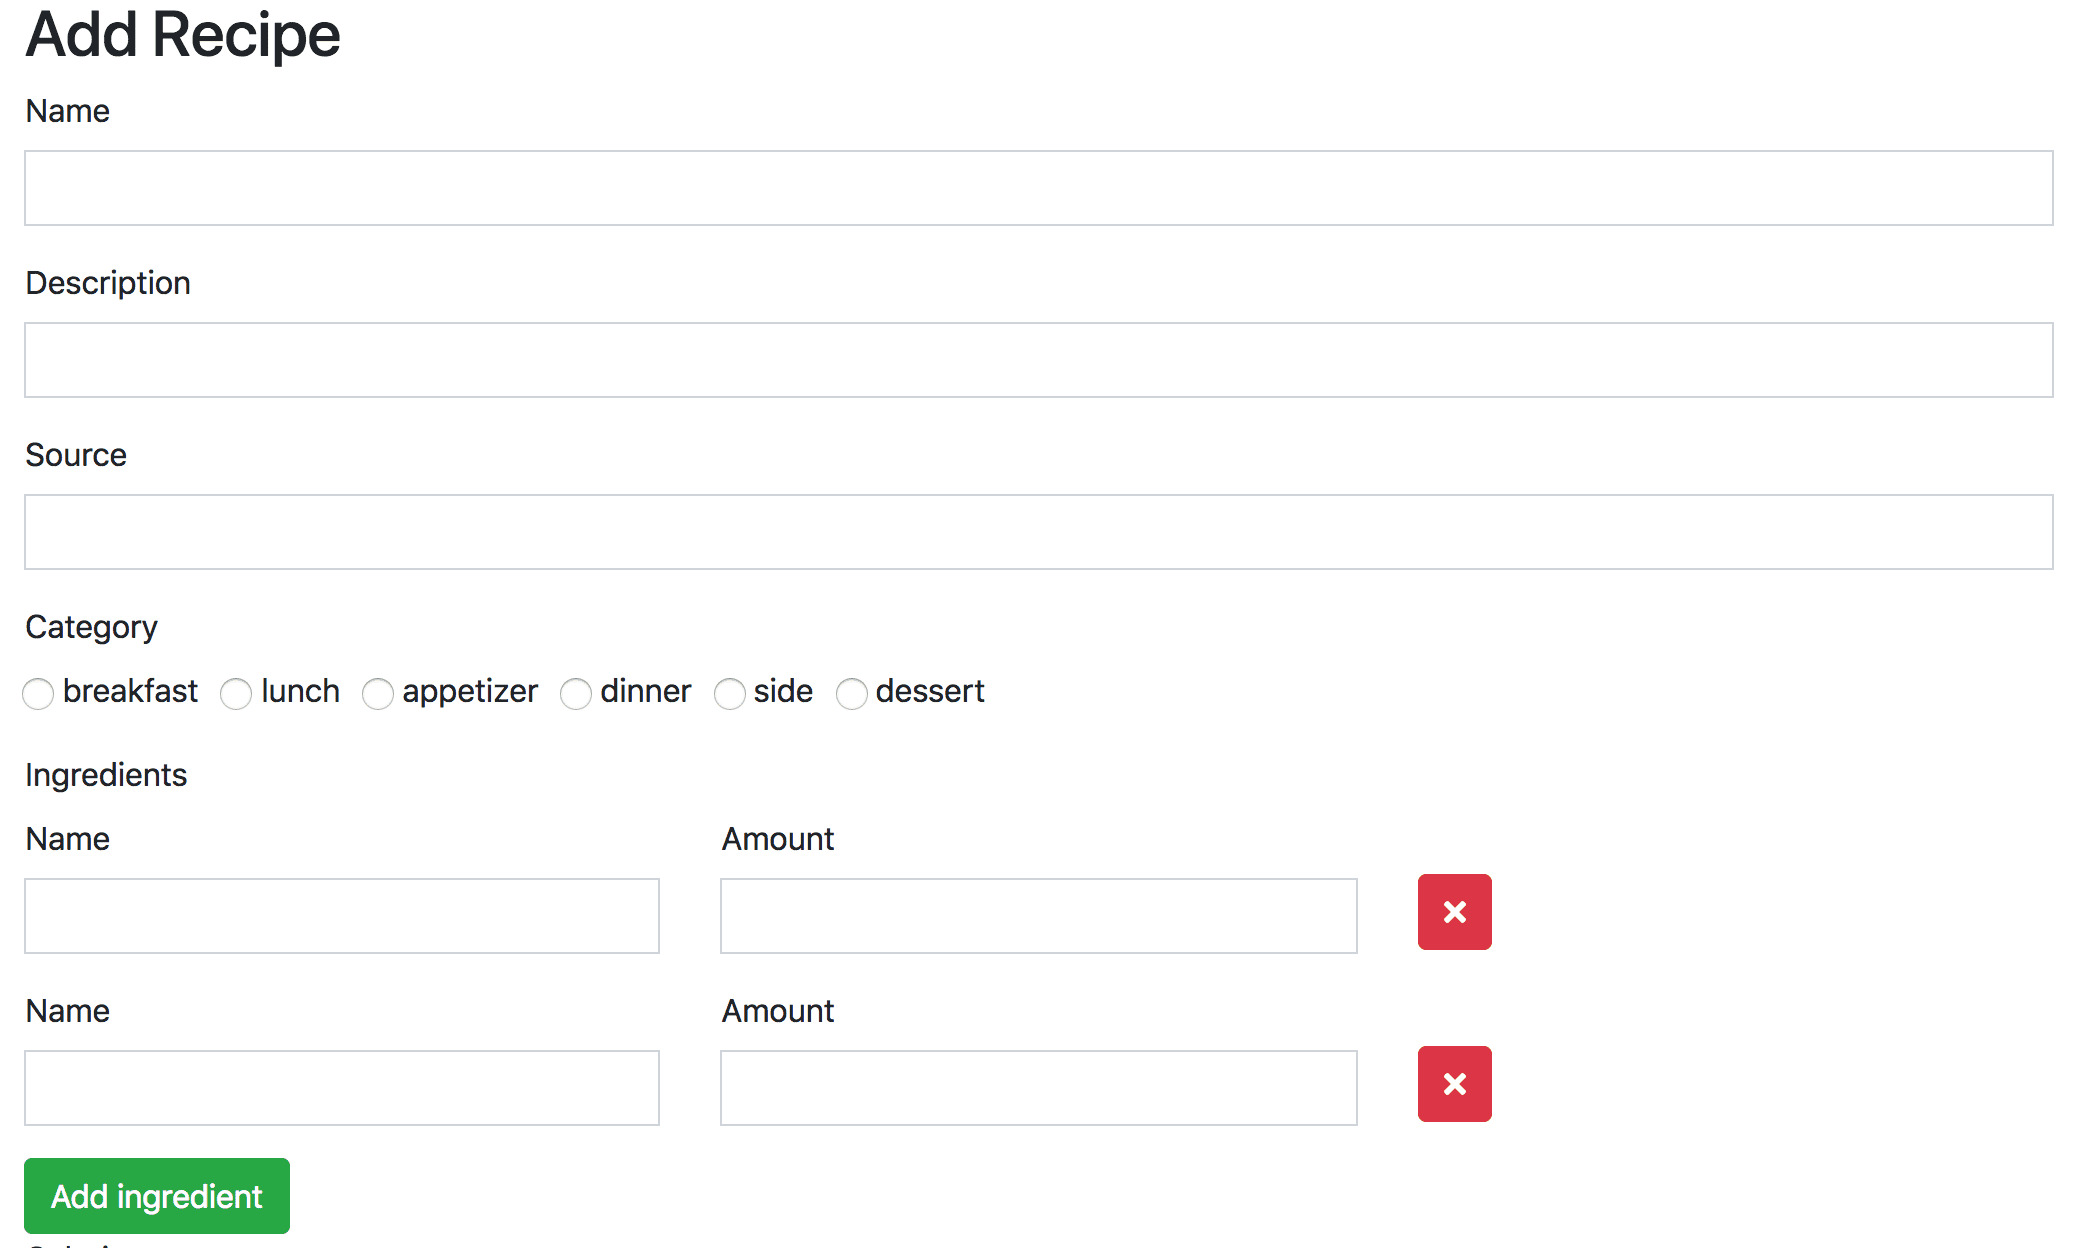 Add Recipe
Name
Description
Source
Category
breakfast lunch appetizer dinner side dessert
Ingredients
Name Amount
Name Amount
Add ingredient